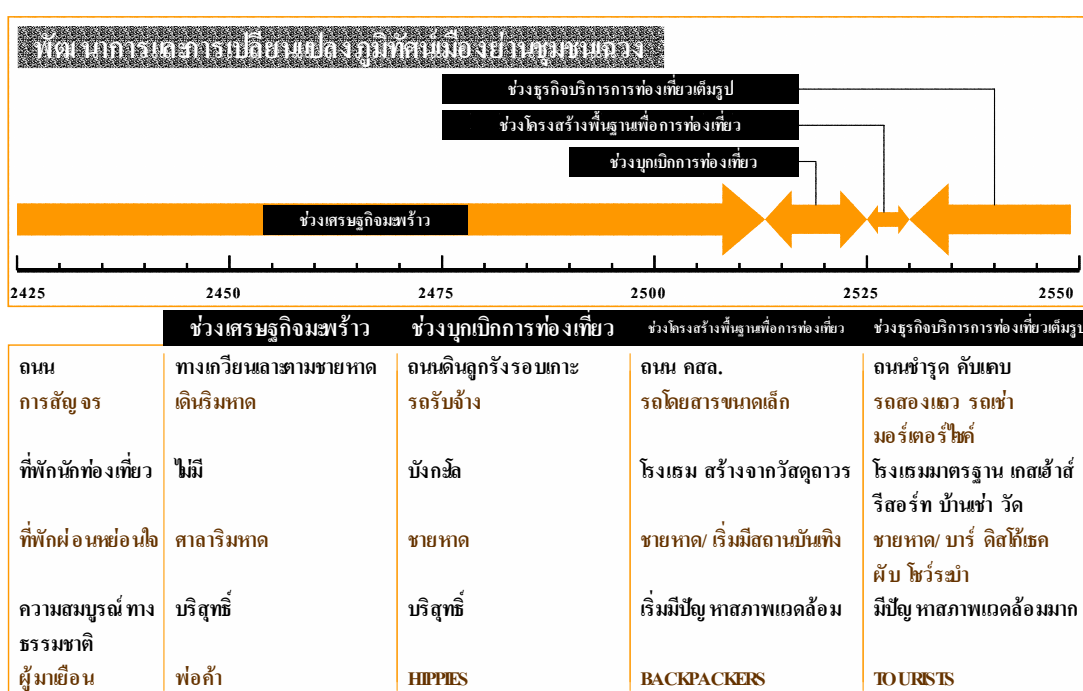 พัฒนาการและการเปลี่ยนแปลงภูมิทัศน์เมืองย่านชุมชนเฉวง
ช่วงธุรกิจบริการการท่องเที่ยวเต็มรูป
ช่วงโครงสร้างพื้นฐานเพื่อการท่องเที่ยว
ช่วงบุกเบิกการท่องเที่ยว
ช่วงเศรษฐกิจมะพร้าว
2425 2450 2475 2500 2525 2550
ช่วงเศรษฐกิจมะพร้าว ช่วงบุกเบิกการท่องเที่ยว ช่วงโครงสร้างพื้นฐานเพื่อการท่องเที่ยว ช่วงธุรกิจบริการการท่องเที่ยวเต็มรูป
ถนน ทางเกวียนเลาะตามชายหาด ถนนดินลูกรังรอบเกาะ ถนน คสล. ถนนชำรุด คับแคบ
การสัญจร เดินริมหาด รถรับจ้าง รถโดยสารขนาดเล็ก รถสองแถว รถเช่า
มอร์เตอร์ไซค์
ที่พักนักท่องเที่ยว ไม่มี บังกะโล โรงแรม สร้างจากวัสดุถาวร โรงแรมมาตรฐาน เกสเฮ้าส์
รีสอร์ท บ้านเช่า วัด
ที่พักผ่อนหย่อนใจ ศาลาริมหาด ชายหาด ชายหาด/ เริ่มมีสถานบันเทิง ชายหาด/ บาร์ ดิสโก้เธค
ผับ โชว์ระบำ
ความสมบูรณ์ ทาง บริสุทธิ์ บริสุทธิ์ เริ่มมีปัญหาสภาพแวดล้อม มีปัญหาสภาพแวดล้อมมาก
ธรรมชาติ
ผู้มาเยือน พ่อค้า HIPPIES BACKPACKERS TOURISTS